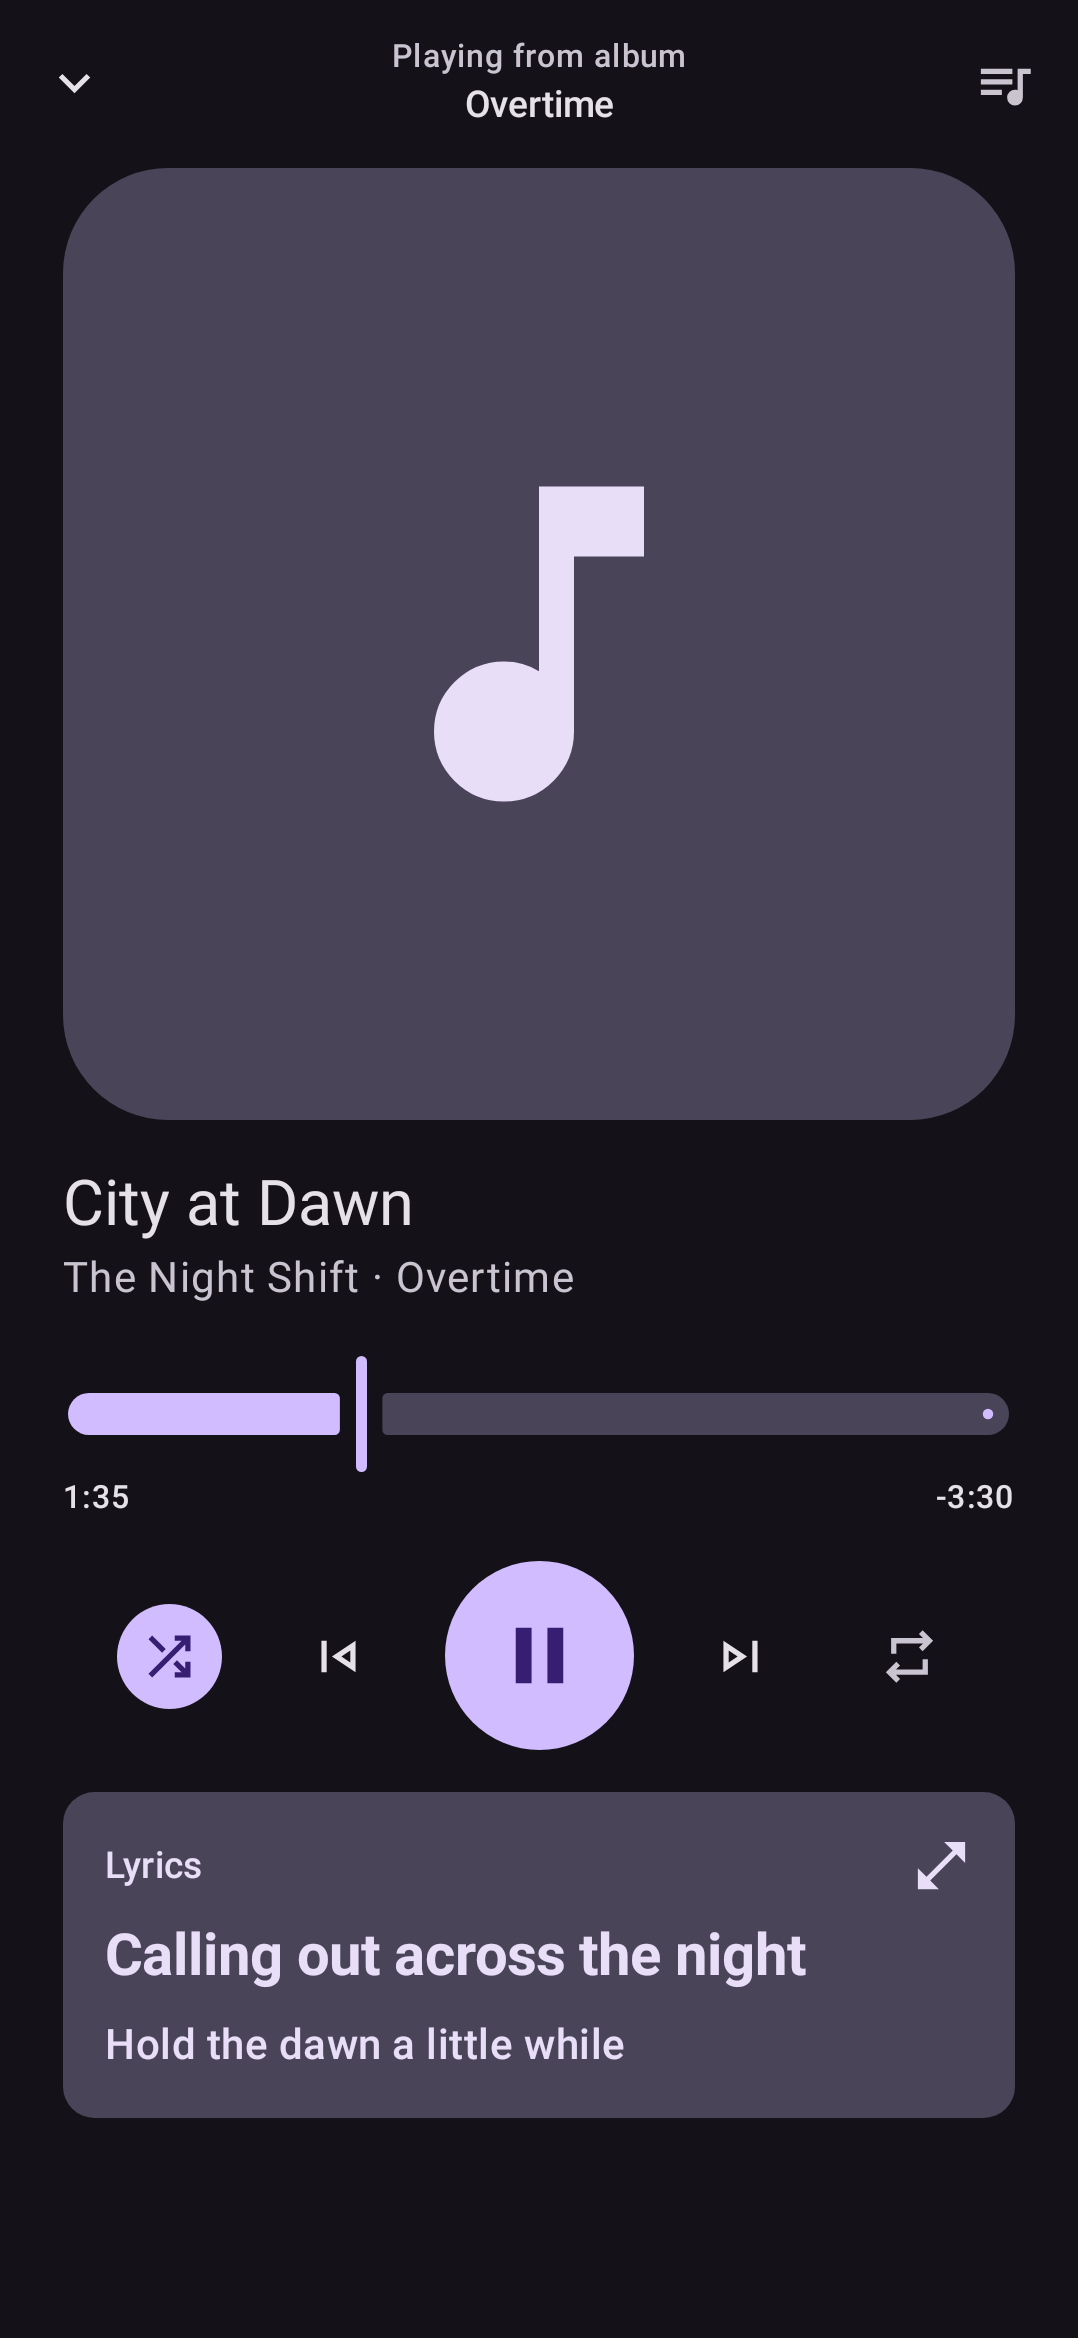 Playing from album
Overtime
City at Dawn
The Night Shift · Overtime
1:35
-3:30
Lyrics
Calling out across the night
Hold the dawn a little while